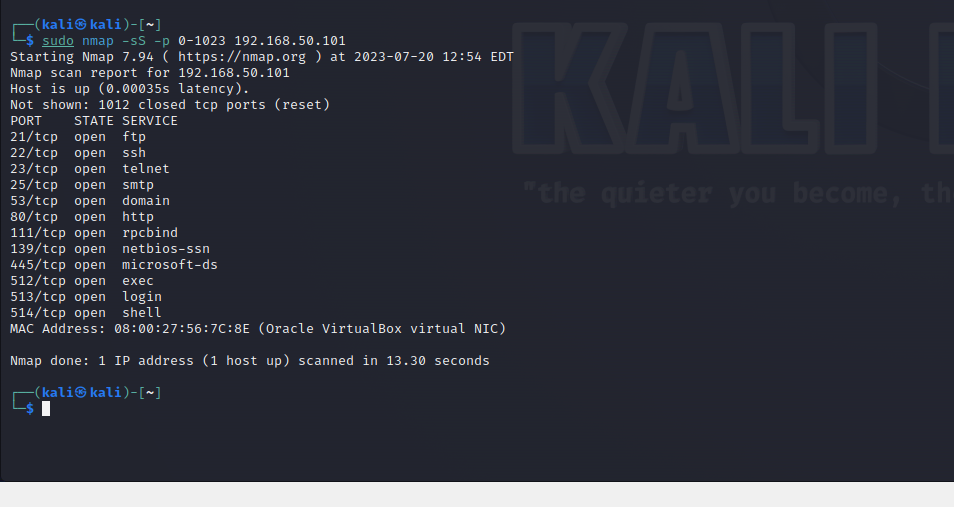 ┌──(kali㉿kali)-[~]
└─$ sudo nmap -sS -p 0-1023 192.168.50.101
Starting Nmap 7.94 ( https://nmap.org ) at 2023-07-20 12:54 EDT
Nmap scan report for 192.168.50.101
Host is up (0.00035s latency).
Not shown: 1012 closed tcp ports (reset)
PORT    STATE SERVICE
21/tcp  open  ftp
22/tcp  open  ssh
23/tcp  open  telnet
25/tcp  open  smtp
53/tcp  open  domain
80/tcp  open  http
111/tcp open  rpcbind
139/tcp open  netbios-ssn
445/tcp open  microsoft-ds
512/tcp open  exec
513/tcp open  login
514/tcp open  shell
MAC Address: 08:00:27:56:7C:8E (Oracle VirtualBox virtual NIC)
Nmap done: 1 IP address (1 host up) scanned in 13.30 seconds
┌──(kali㉿kali)-[~]
└─$
KALI
"the quieter you become, th